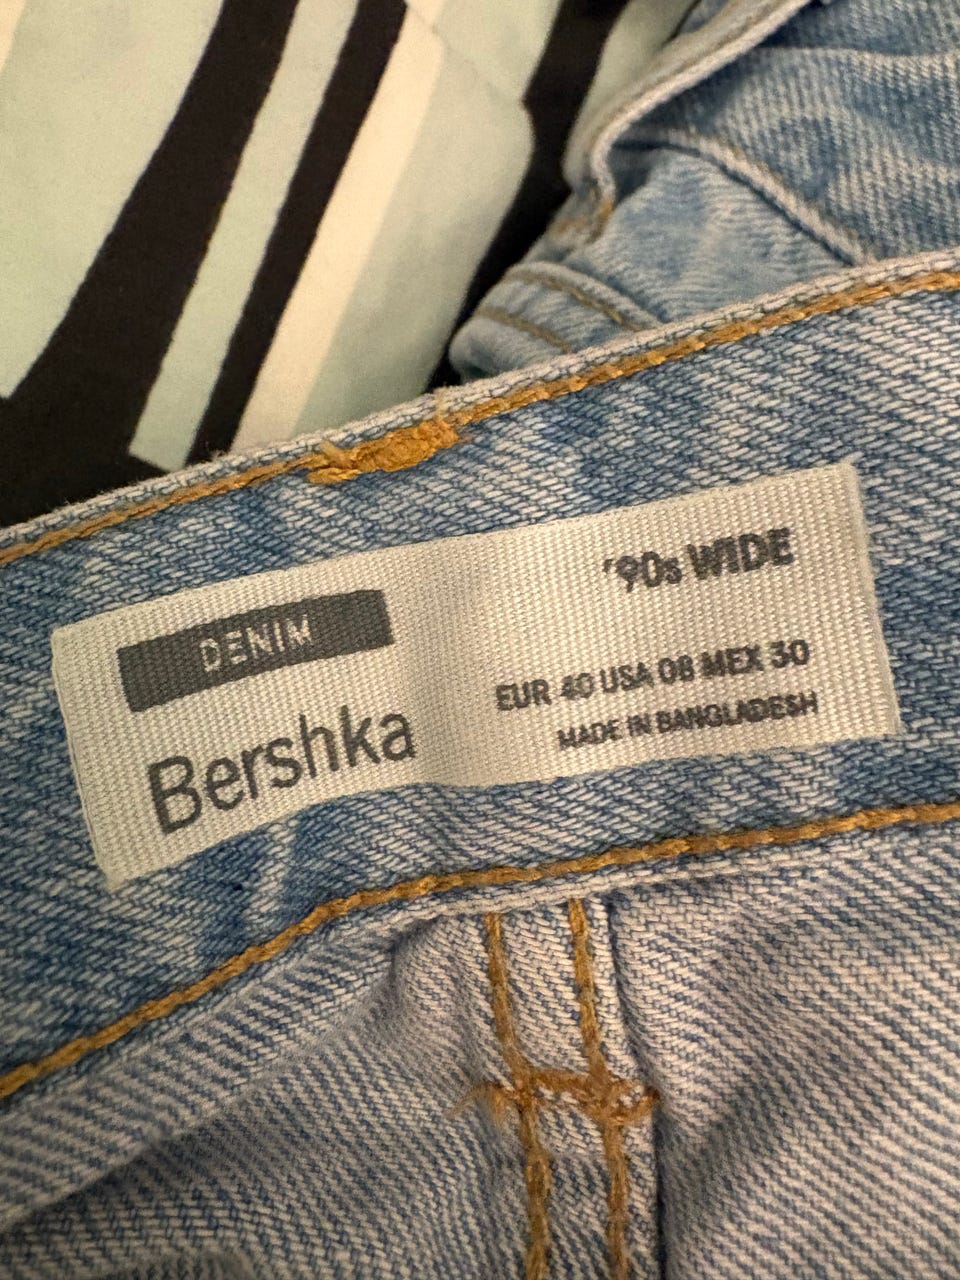 DENIM
Bershka
'90s WIDE
EUR 40 USA 08 MEX 30
MADE IN BANGLADESH